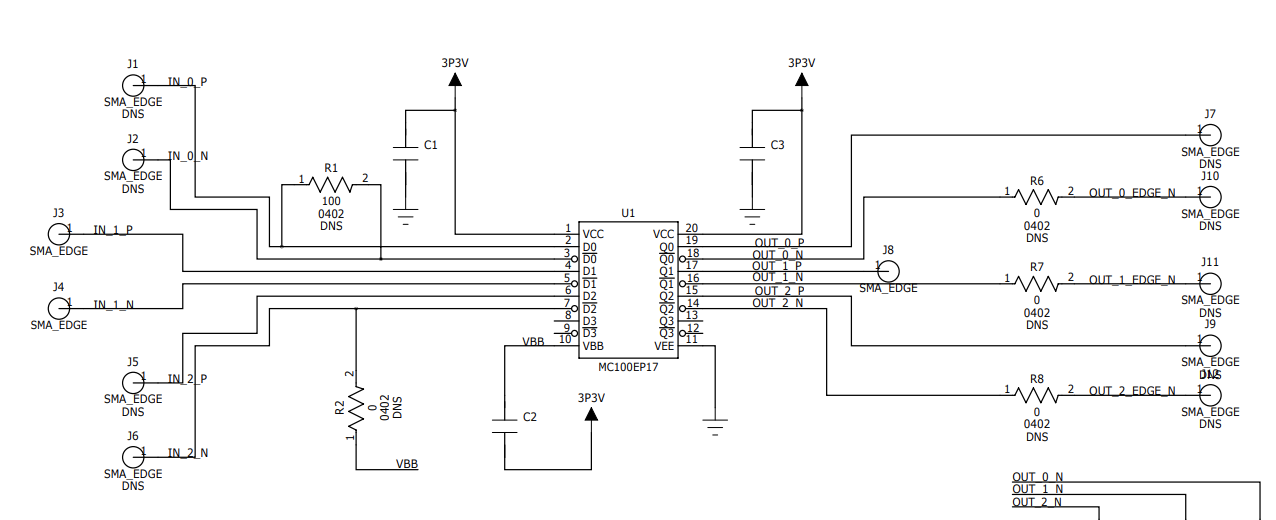 3P3V
3P3V
J1
1
IN_0_P
SMA_EDGE
DNS
J2
1
IN_0_N
SMA_EDGE
DNS
J3
1
IN_1_P
SMA_EDGE
J4
1
IN_1_N
SMA_EDGE
J5
1
IN_2_P
SMA_EDGE
DNS
J6
1
IN_2_N
SMA_EDGE
DNS
R1
1
2
100
0402
DNS
C1
C3
U1
1 VCC
2 D0
3 D0
4 D1
5 D1
6 D2
7 D2
8 D3
9 D3
10 VBB
VCC 20
Q0 19
Q0 18
Q1 17
Q1 16
Q2 15
Q2 14
Q3 13
Q3 12
VEE 11
MC100EP17
OUT_0_P
OUT_0_N
OUT_1_P
OUT_1_N
OUT_2_P
OUT_2_N
VBB
C2
3P3V
R2
2
1
0
0402
DNS
VBB
J8
1
SMA_EDGE
J7
1
SMA_EDGE
DNS
R6
1
2
0
0402
DNS
OUT_0_EDGE_N
J10
1
SMA_EDGE
DNS
R7
1
2
0
0402
DNS
OUT_1_EDGE_N
J11
1
SMA_EDGE
DNS
J9
1
SMA_EDGE
DNS
R8
1
2
0
0402
DNS
OUT_2_EDGE_N
1
SMA_EDGE
DNS
OUT_0_N
OUT_1_N
OUT_2_N